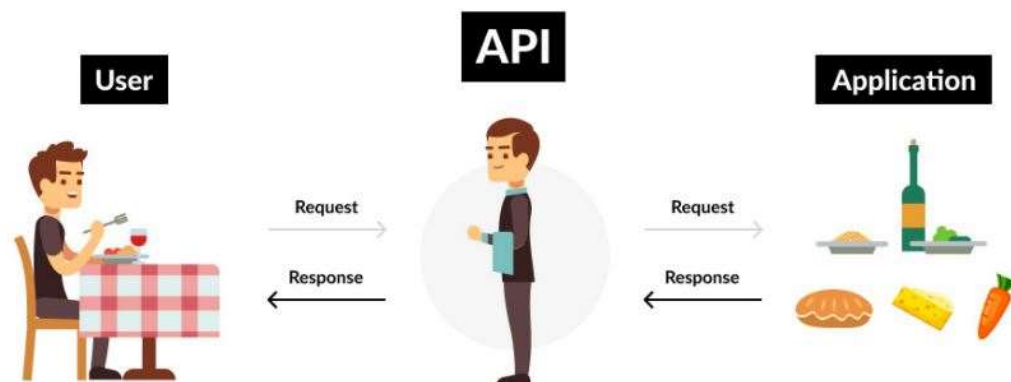 API
User
Application
Request
Request
Response
Response